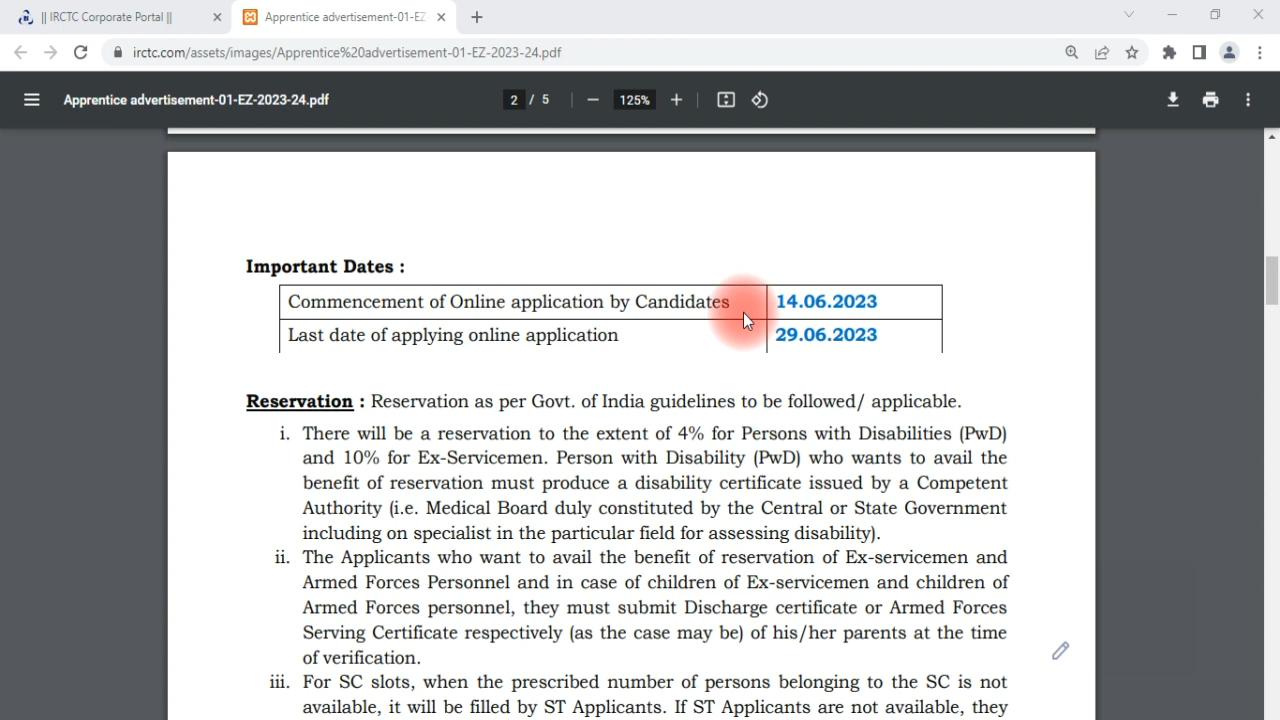 || IRCTC Corporate Portal ||
Apprentice advertisement-01-EZ
irctc.com/assets/images/Apprentice%20advertisement-01-EZ-2023-24.pdf
Apprentice advertisement-01-EZ-2023-24.pdf
2 / 5
125%
Important Dates :
Commencement of Online application by Candidates 14.06.2023
Last date of applying online application 29.06.2023
Reservation : Reservation as per Govt. of India guidelines to be followed/ applicable.
i. There will be a reservation to the extent of 4% for Persons with Disabilities (PwD)
and 10% for Ex-Servicemen. Person with Disability (PwD) who wants to avail the
benefit of reservation must produce a disability certificate issued by a Competent
Authority (i.e. Medical Board duly constituted by the Central or State Government
including on specialist in the particular field for assessing disability).
ii. The Applicants who want to avail the benefit of reservation of Ex-servicemen and
Armed Forces Personnel and in case of children of Ex-servicemen and children of
Armed Forces personnel, they must submit Discharge certificate or Armed Forces
Serving Certificate respectively (as the case may be) of his/her parents at the time
of verification.
iii. For SC slots, when the prescribed number of persons belonging to the SC is not
available, it will be filled by ST Applicants. If ST Applicants are not available, they